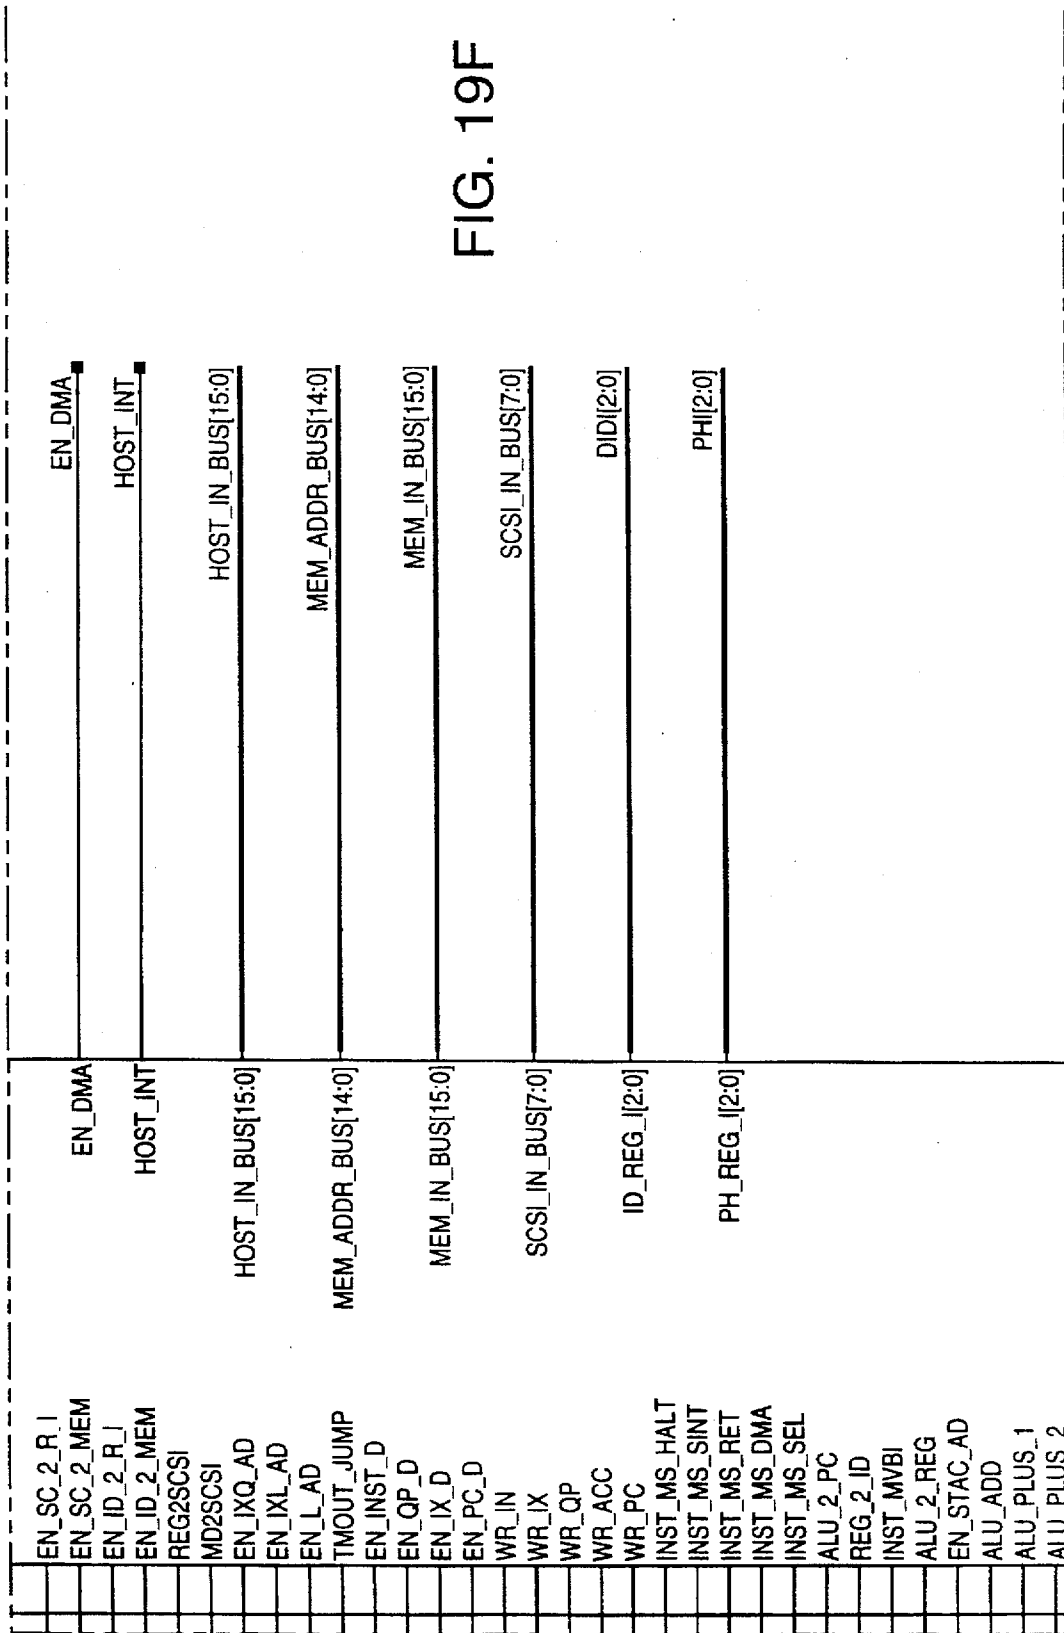 EN_SC_2_R_I
EN_SC_2_MEM
EN_ID_2_R_I
EN_ID_2_MEM
REG2SCSI
MD2SCSI
EN_IXQ_AD
EN_IXL_AD
EN_L_AD
TMOUT_JUMP
EN_INST_D
EN_QP_D
EN_IX_D
EN_PC_D
WR_IN
WR_IX
WR_QP
WR_ACC
WR_PC
INST_MS_HALT
INST_MS_SINT
INST_MS_RET
INST_MS_DMA
INST_MS_SEL
ALU_2_PC
REG_2_ID
INST_MVBI
ALU_2_REG
EN_STAC_AD
ALU_ADD
ALU_PLUS_1
ALU_PLUS_2
EN_DMA
HOST_INT
HOST_IN_BUS[15:0]
MEM_ADDR_BUS[14:0]
MEM_IN_BUS[15:0]
SCSI_IN_BUS[7:0]
ID_REG_I[2:0]
PH_REG_I[2:0]
EN_DMA
HOST_INT
HOST_IN_BUS[15:0]
MEM_ADDR_BUS[14:0]
MEM_IN_BUS[15:0]
SCSI_IN_BUS[7:0]
DIDI[2:0]
PHI[2:0]
FIG. 19F